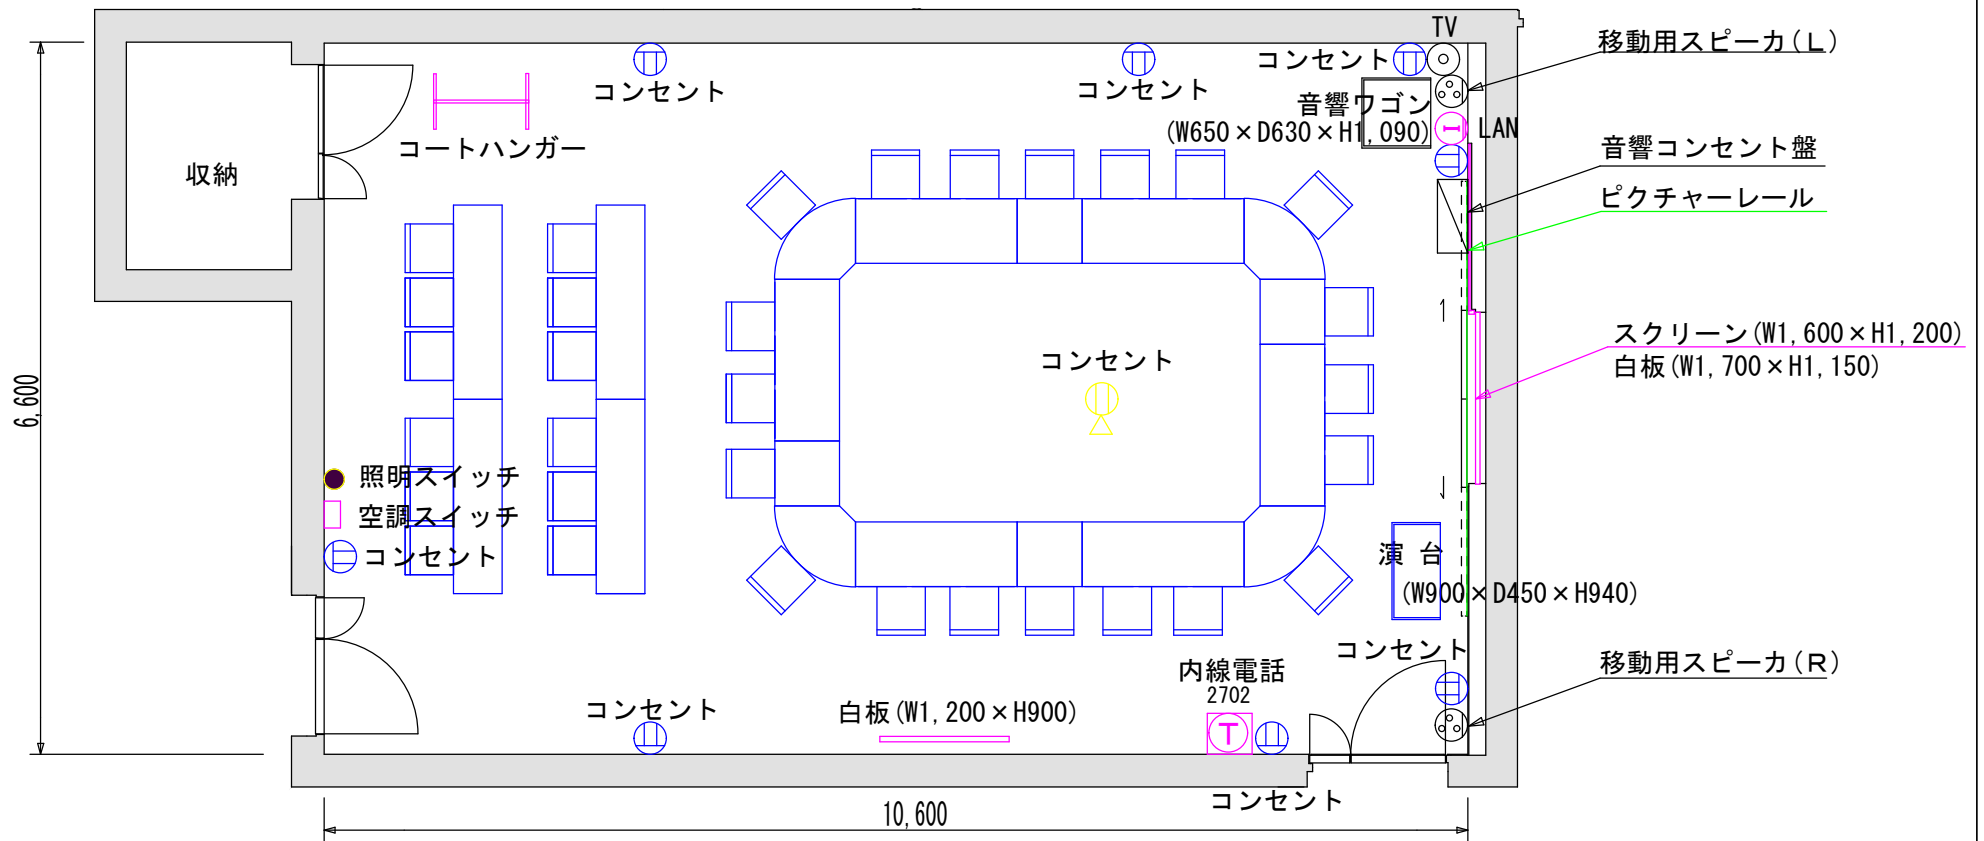 TV
移動用スピーカ(L)
コンセント
コンセント
コンセント
音響ワゴン
(W650×D630×H1,090)
LAN
コートハンガー
音響コンセント盤
収納
ピクチャーレール
スクリーン(W1,600×H1,200)
白板(W1,700×H1,150)
コンセント
6,600
照明スイッチ
空調スイッチ
コンセント
演 台
(W900×D450×H940)
コンセント
移動用スピーカ(R)
内線電話
2702
コンセント
白板(W1,200×H900)
T
コンセント
10,600